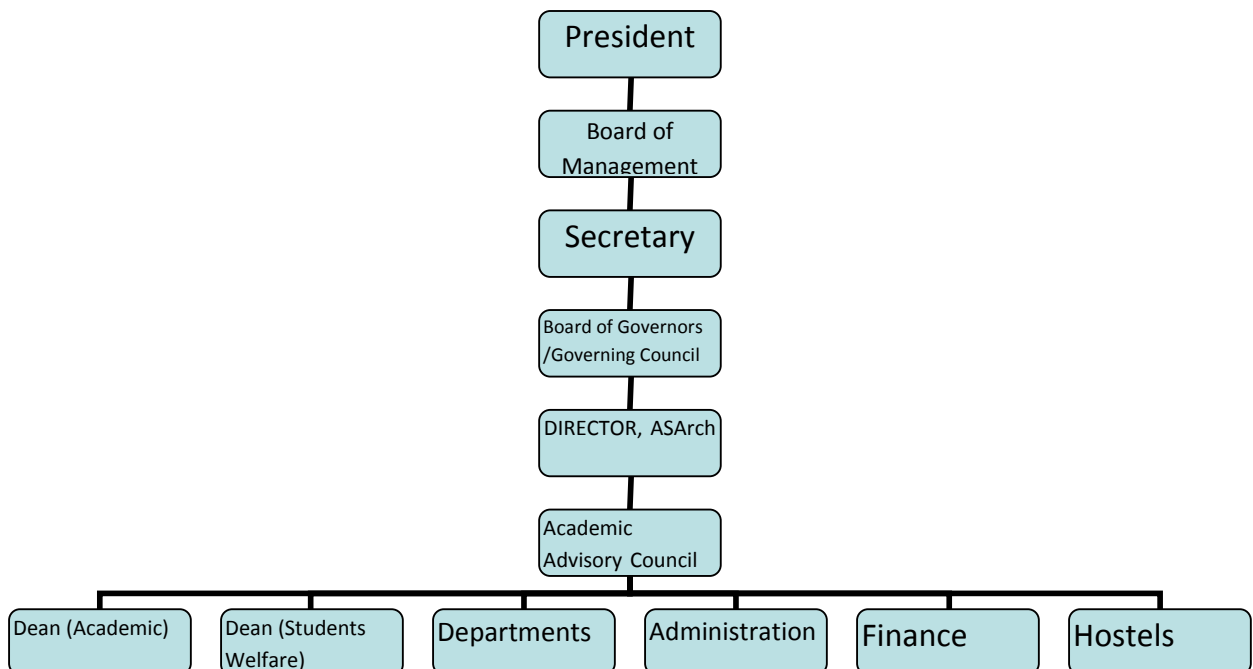 President
Board of
Management
Secretary
Board of Governors
/Governing Council
DIRECTOR, ASArch
Academic
Advisory Council
Dean (Academic)
Dean (Students
Welfare)
Departments
Administration
Finance
Hostels